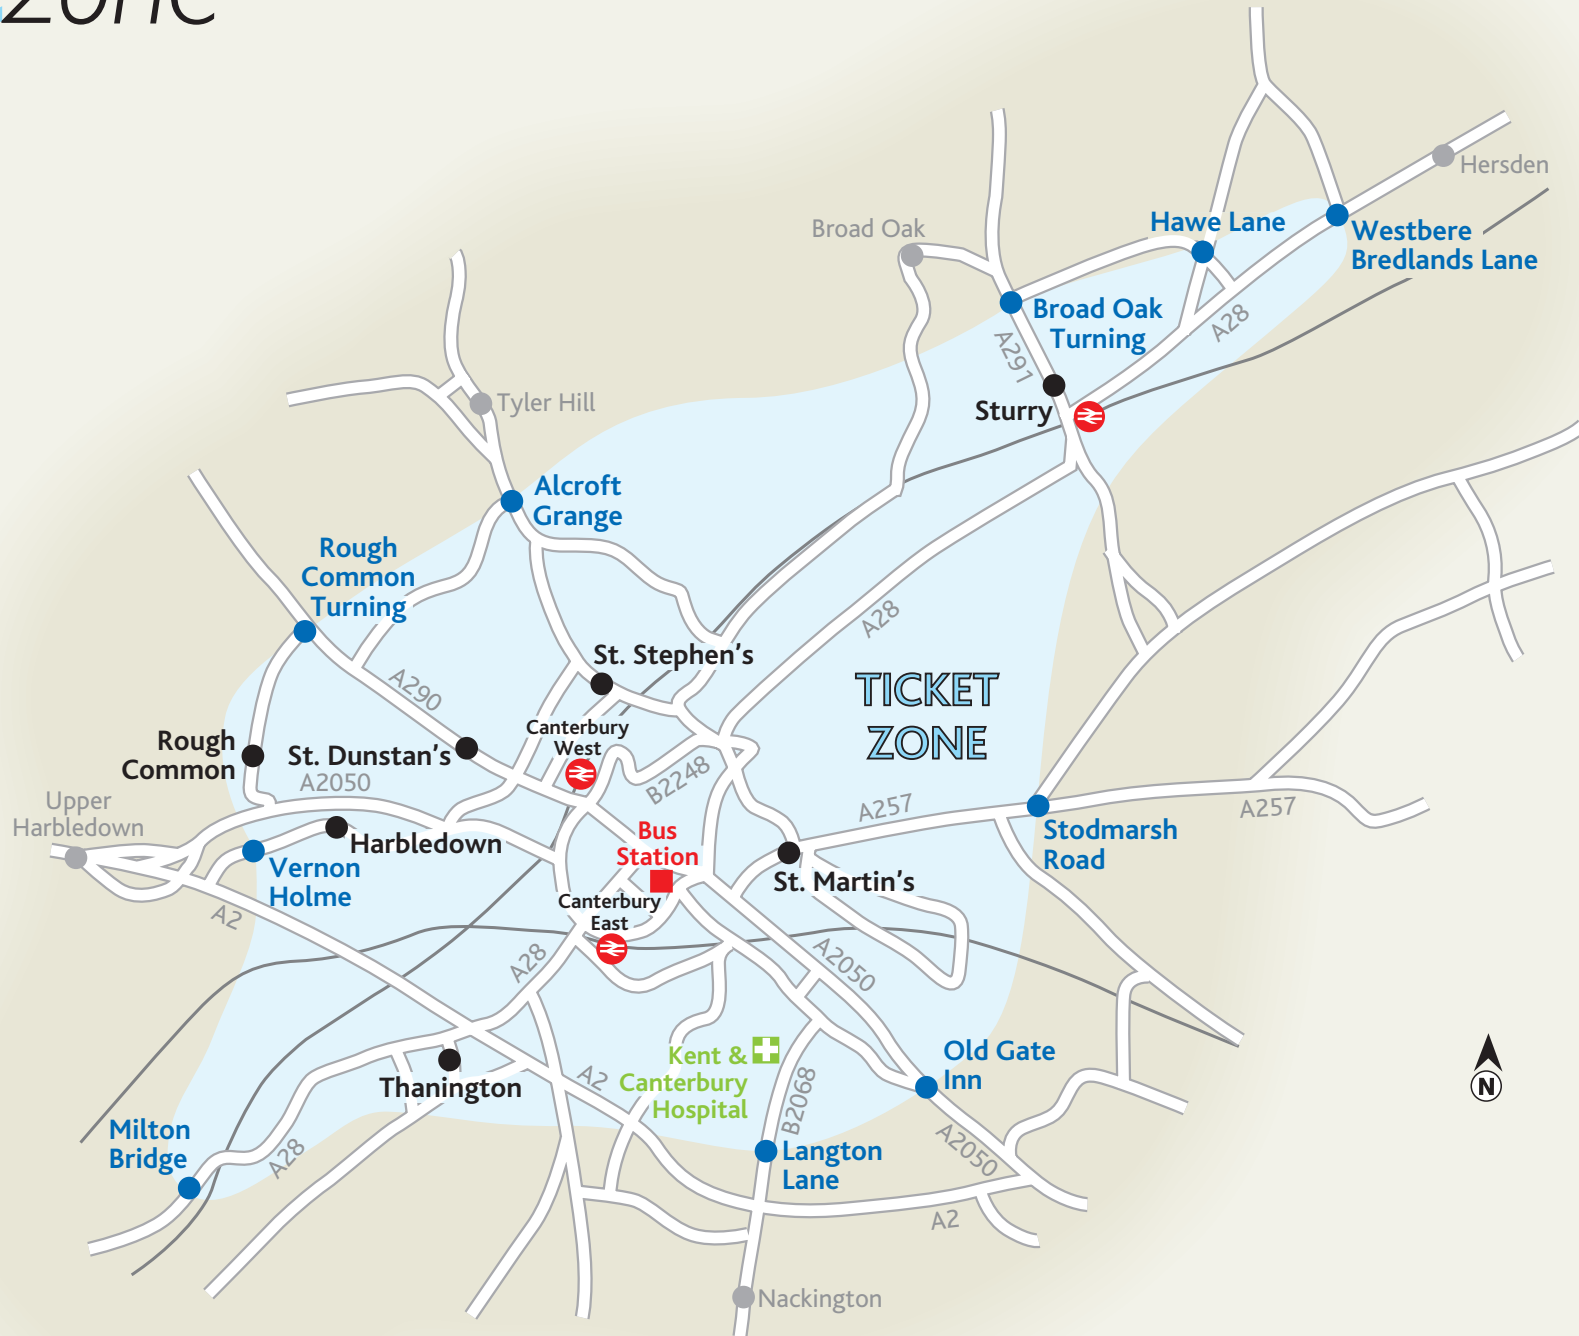 Zone
Hersden
Hawe Lane
Broad Oak
Westbere
Bredlands Lane
Broad Oak
Turning
A28
A291
Tyler Hill
Sturry
Alcroft
Grange
Rough
Common
Turning
A28
St. Stephen's
TICKET
ZONE
A290
Canterbury
West
Rough
Common
St. Dunstan's
A2050
B2248
Upper
Harbledown
A257
A257
Bus
Station
Stodmarsh
Road
Harbledown
Vernon
Holme
St. Martin's
Canterbury
East
A2
A28
A2050
Old Gate
Inn
Kent &
Canterbury
Hospital
A2
Thanington
B2068
N
Milton
Bridge
A28
A2050
Langton
Lane
A2
Nackington